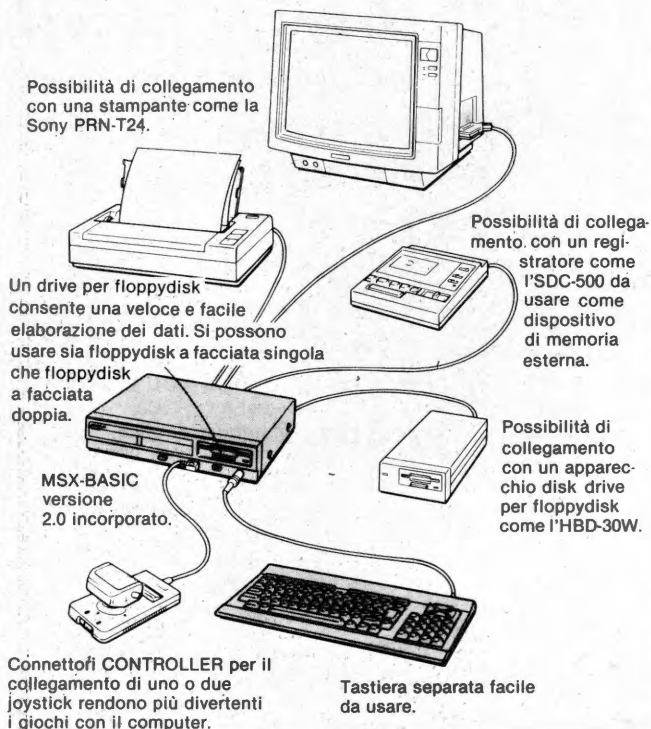 Possibilità di collegamento
con una stampante come la
Sony PRN-T24.
Possibilità di collega-
mento con un regi-
stratore come
l'SDC-500 da
usare come
dispositivo
di memoria
esterna.
Un drive per floppydisk
consente una veloce e facile
elaborazione dei dati. Si possono
usare sia floppydisk a facciata singola
che floppydisk
a facciata
doppia.
MSX-BASIC
versione
2.0 incorporato.
Possibilità di
collegamento
con un apparec-
chio disk drive
per floppydisk
come l'HBD-30W.
Connettori CONTROLLER per il
collegamento di uno o due
joystick rendono più divertenti
i giochi con il computer.
Tastiera separata facile
da usare.